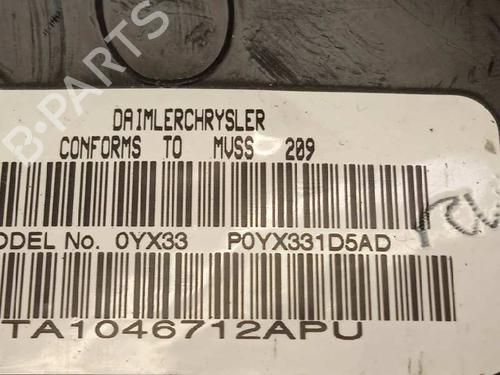 DAIMLERCHRYSLER
CONFORMS TO MVSS 209
ODEL No. 0YX33 P0YX331D5AD
TA1046712APU
B-PARTS